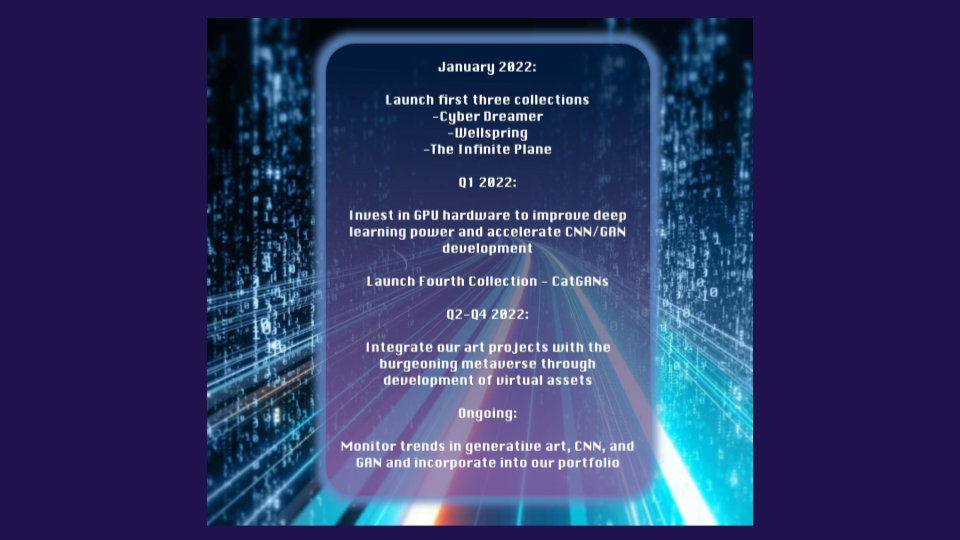 January 2022:
Launch first three collections
-Cyber Dreamer
-Wellspring
-The Infinite Plane
Q1 2022:
Invest in GPU hardware to improve deep
learning power and accelerate CNN/GAN
development
Launch Fourth Collection - CatGANs
Q2-Q4 2022:
Integrate our art projects with the
burgeoning metaverse through
development of virtual assets
Ongoing:
Monitor trends in generative art, CNN, and
GAN and incorporate into our portfolio